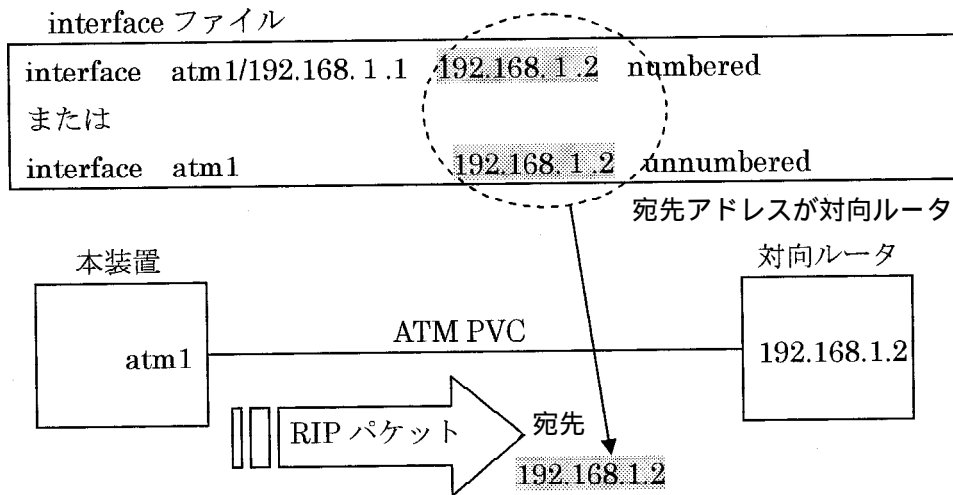 interface ファイル
interface atm1/192.168.1.1 192.168.1.2 numbered
または
interface atm1 192.168.1.2 unnumbered
宛先アドレスが対向ルータ
本装置
対向ルータ
ATM PVC
atm1
192.168.1.2
RIP パケット
宛先
192.168.1.2